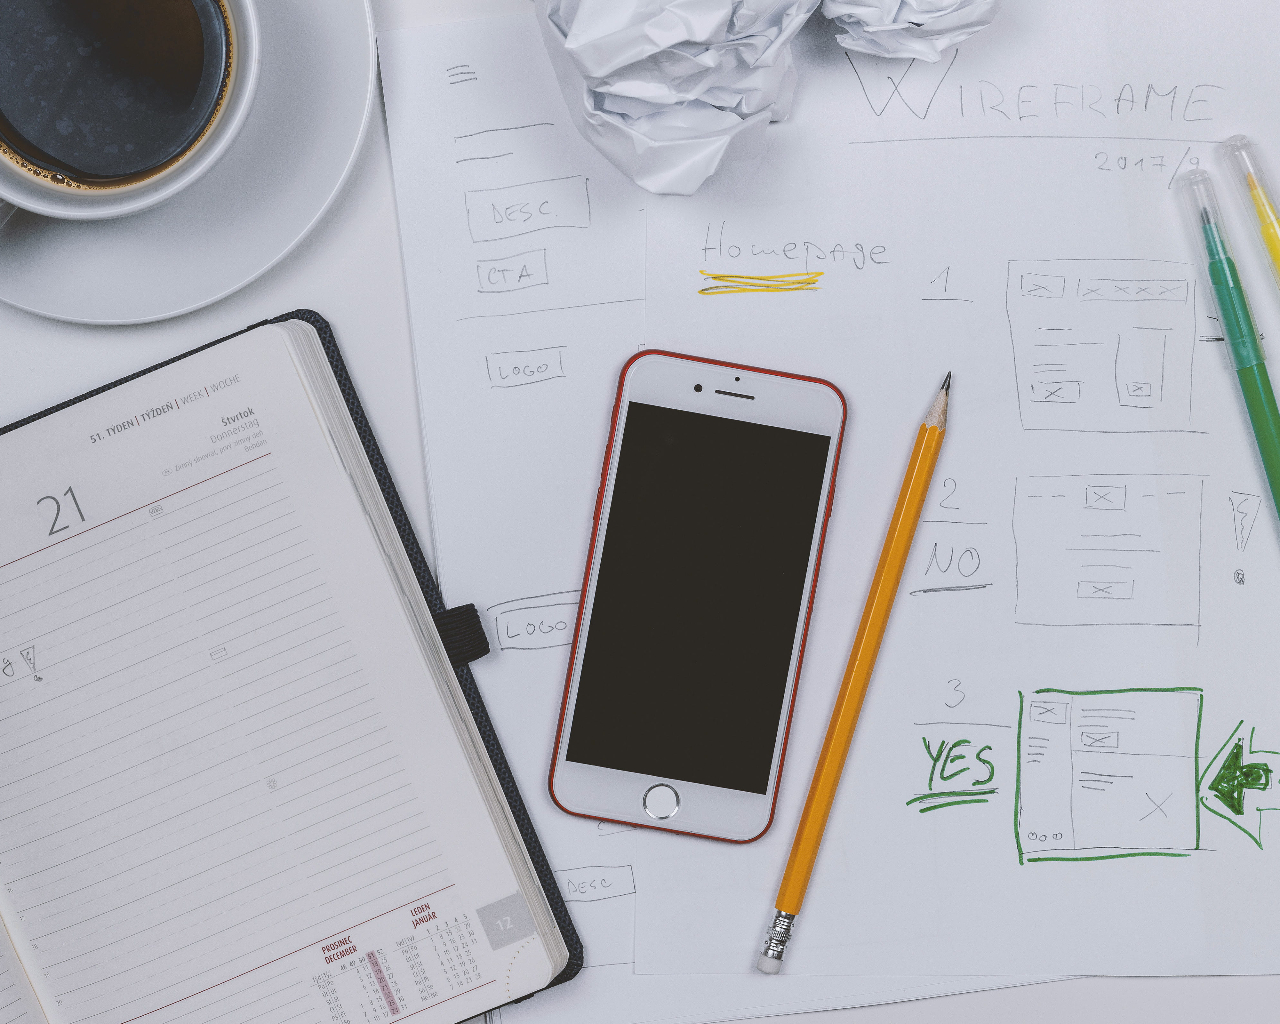 WIREFRAME
2017/9
DESC.
CTA
LOGO
Homepage
1
2
NO
3
YES
LOGO
DESC
51. TÝDEN | TÝŽDEŇ | WEEK | WOCHE
Štvrtok
Donnerstag
21
PROSINEC
DECEMBER
LEDEN
JANUÁR
12